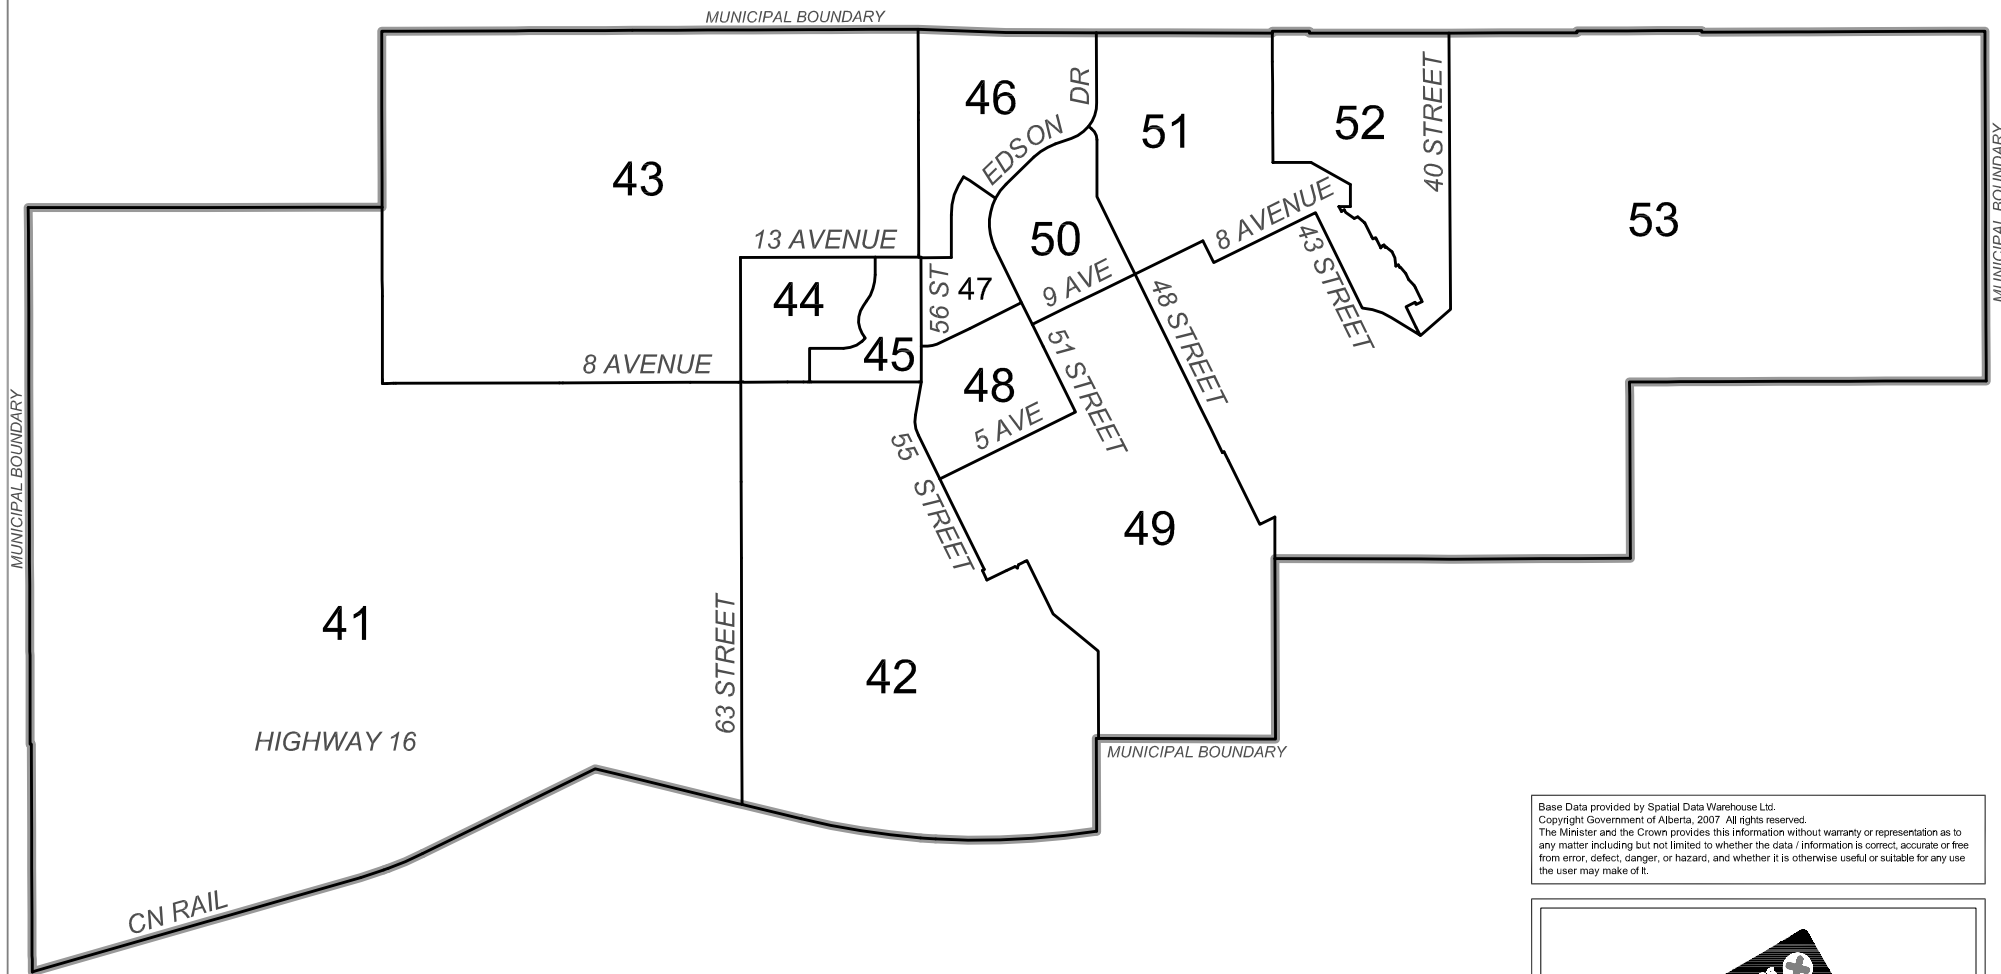 MUNICIPAL BOUNDARY
46
DR
EDSON
51
52
40 STREET
53
MUNICIPAL BOUNDARY
43
13 AVENUE
50
8 AVENUE
44
56 ST
47
9 AVE
48 STREET
43 STREET
8 AVENUE
45
48
51 STREET
5 AVE
MUNICIPAL BOUNDARY
55 STREET
49
41
63 STREET
42
HIGHWAY 16
MUNICIPAL BOUNDARY
CN RAIL
Base Data provided by Spatial Data Warehouse Ltd.
Copyright Government of Alberta, 2007 All rights reserved.
The Minister and the Crown provides this information without warranty or representation as to
any matter including but not limited to whether the data / information is correct, accurate or free
from error, defect, danger, or hazard, and whether it is otherwise useful or suitable for any use
the user may make of it.